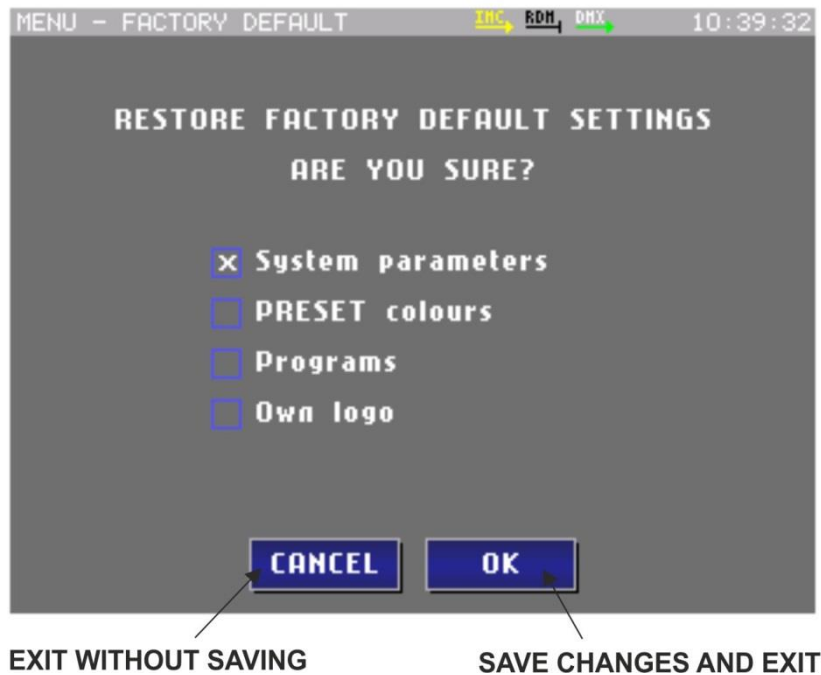 MENU - FACTORY DEFAULT IMC RDM DMX 10:39:32
RESTORE FACTORY DEFAULT SETTINGS
ARE YOU SURE?
x System parameters
PRESET colours
Programs
Own logo
CANCEL OK
EXIT WITHOUT SAVING SAVE CHANGES AND EXIT